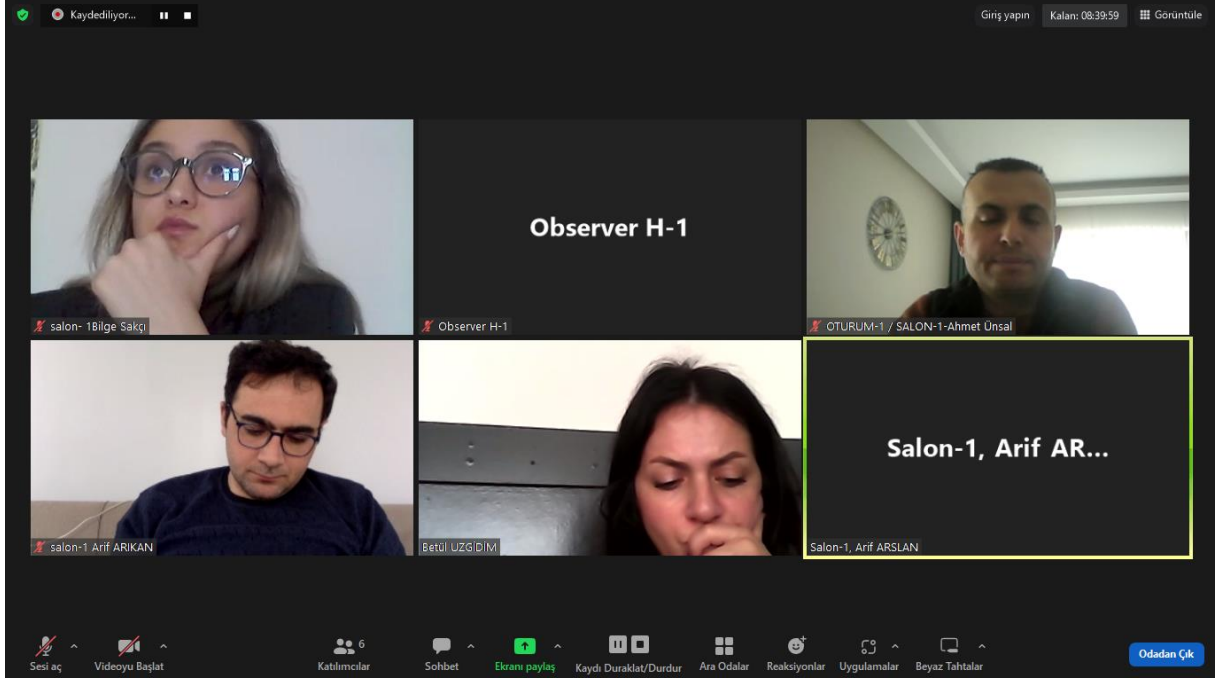 Kaydediliyor...
Giriş yapın
Kalan: 08:39:59
Görüntüle
salon- 1Bilge Sakçı
Observer H-1
Observer H-1
OTURUM-1 / SALON-1-Ahmet Ünsal
salon-1 Arif ARIKAN
Betül UZGİDİM
Salon-1, Arif AR...
Salon-1, Arif ARSLAN
Sesi aç
Videoyu Başlat
6
Katılımcılar
Sohbet
Ekranı paylaş
Kaydı Duraklat/Durdur
Ara Odalar
Reaksiyonlar
Uygulamalar
Beyaz Tahtalar
Odadan Çık